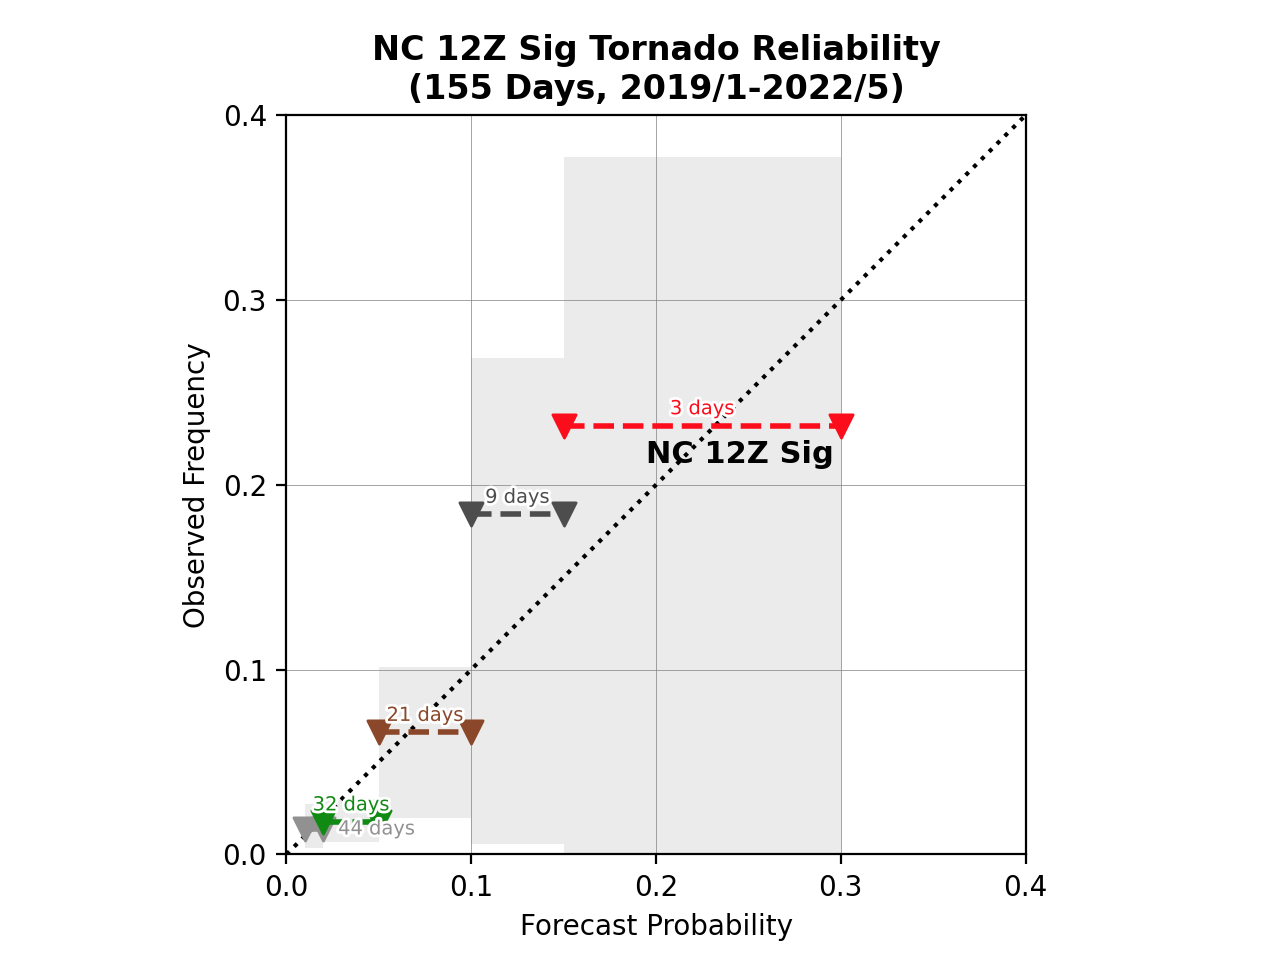 NC 12Z Sig Tornado Reliability
(155 Days, 2019/1-2022/5)
0.4
0.3
0.2
0.1
0.0
Observed Frequency
3 days
NC 12Z Sig
9 days
21 days
32 days
44 days
0.0 0.1 0.2 0.3 0.4
Forecast Probability